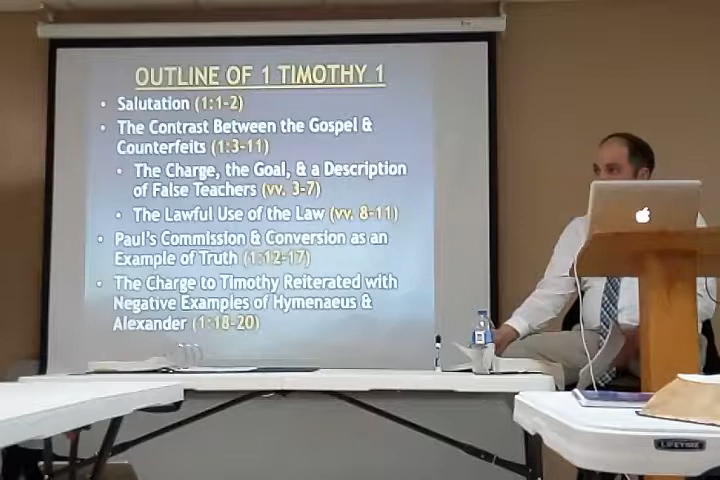 OUTLINE OF 1 TIMOTHY 1
• Salutation (1:1-2)
• The Contrast Between the Gospel &
Counterfeits (1:3-11)
• The Charge, the Goal, & a Description
of False Teachers (vv. 3-7)
• The Lawful Use of the Law (vv. 8-11)
• Paul's Commission & Conversion as an
Example of Truth (1:12-17)
• The Charge to Timothy Reiterated with
Negative Examples of Hymenaeus &
Alexander (1:18-20)
LIFETIME